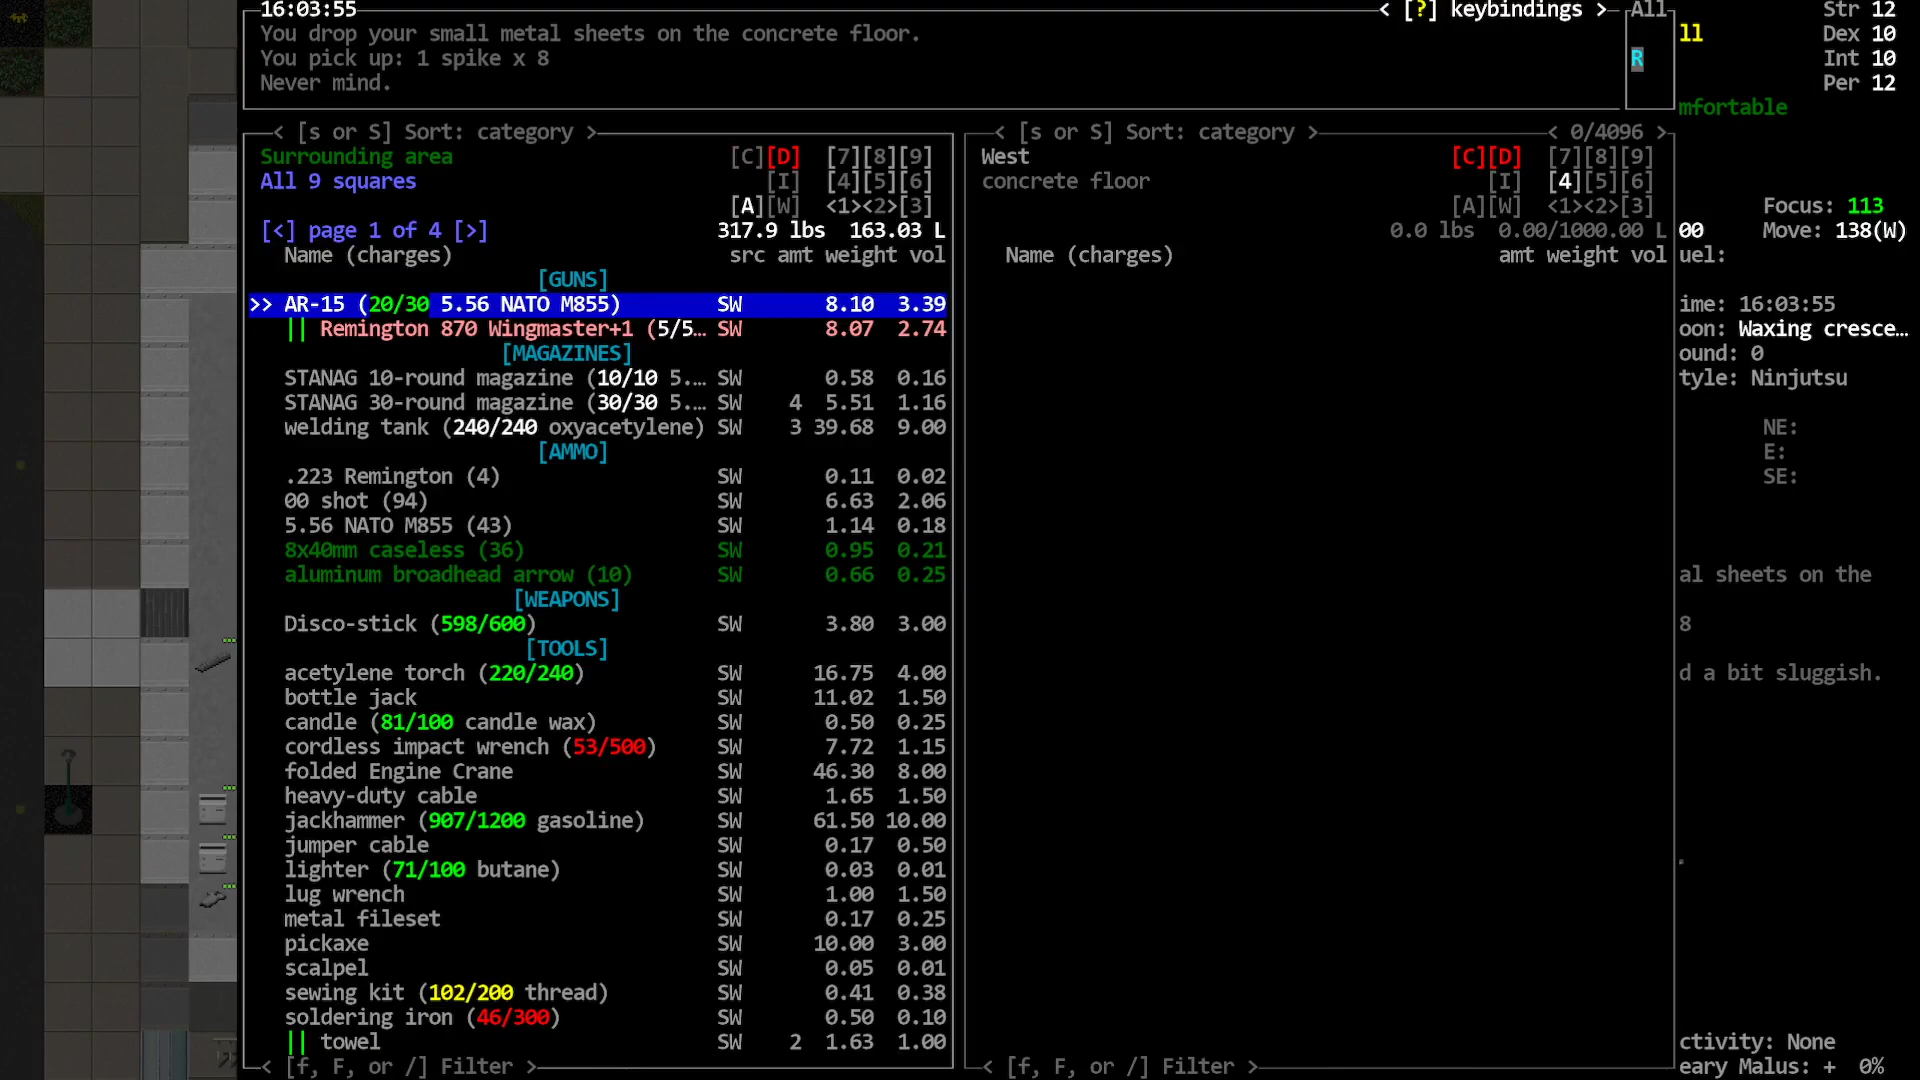 16:03:55
< [?] keybindings >
All
Str 12
You drop your small metal sheets on the concrete floor.
ll
Dex 10
You pick up: 1 spike x 8
R
Int 10
Never mind.
Per 12
mfortable
< [s or S] Sort: category >
< [s or S] Sort: category >
< 0/4096 >
Surrounding area
[C][D] [7][8][9]
West
[C][D] [7][8][9]
All 9 squares
[I] [4][5][6]
concrete floor
[I] [4][5][6]
[A][W] <1><2>[3]
[A][W] <1><2>[3]
Focus: 113
[<] page 1 of 4 [>]
317.9 lbs 163.03 L
0.0 lbs 0.00/1000.00 L
00
Move: 138(W)
Name (charges) src amt weight vol
Name (charges) amt weight vol
uel:
[GUNS]
>> AR-15 (20/30 5.56 NATO M855) SW 8.10 3.39
ime: 16:03:55
|| Remington 870 Wingmaster+1 (5/5… SW 8.07 2.74
oon: Waxing cresce…
[MAGAZINES]
ound: 0
STANAG 10-round magazine (10/10 5.… SW 0.58 0.16
tyle: Ninjutsu
STANAG 30-round magazine (30/30 5.… SW 4 5.51 1.16
welding tank (240/240 oxyacetylene) SW 3 39.68 9.00
NE:
[AMMO]
E:
.223 Remington (4) SW 0.11 0.02
SE:
00 shot (94) SW 6.63 2.06
5.56 NATO M855 (43) SW 1.14 0.18
8x40mm caseless (36) SW 0.95 0.21
aluminum broadhead arrow (10) SW 0.66 0.25
al sheets on the
[WEAPONS]
Disco-stick (598/600) SW 3.80 3.00
8
[TOOLS]
acetylene torch (220/240) SW 16.75 4.00
d a bit sluggish.
bottle jack SW 11.02 1.50
candle (81/100 candle wax) SW 0.50 0.25
cordless impact wrench (53/500) SW 7.72 1.15
folded Engine Crane SW 46.30 8.00
heavy-duty cable SW 1.65 1.50
jackhammer (907/1200 gasoline) SW 61.50 10.00
jumper cable SW 0.17 0.50
lighter (71/100 butane) SW 0.03 0.01
lug wrench SW 1.00 1.50
metal fileset SW 0.17 0.25
pickaxe SW 10.00 3.00
scalpel SW 0.05 0.01
sewing kit (102/200 thread) SW 0.41 0.38
soldering iron (46/300) SW 0.50 0.10
|| towel SW 2 1.63 1.00
ctivity: None
< [f, F, or /] Filter >
< [f, F, or /] Filter >
eary Malus: + 0%